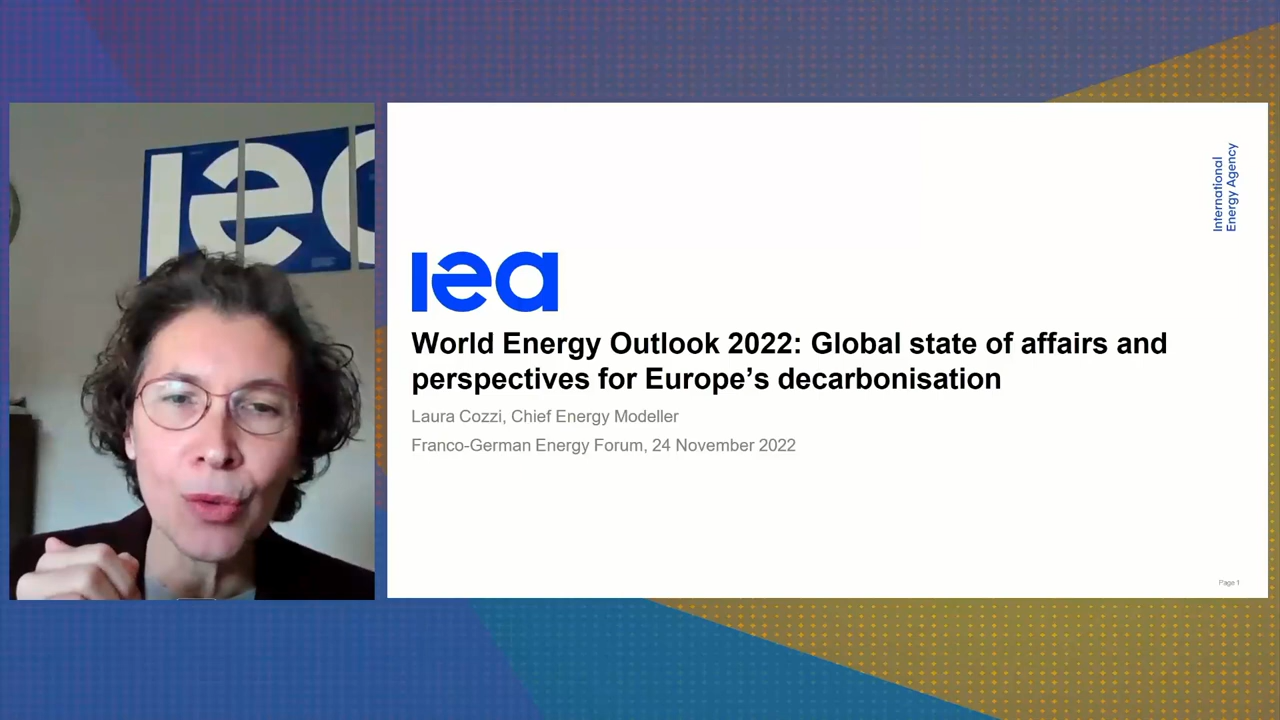 iea
International
Energy Agency
iea
World Energy Outlook 2022: Global state of affairs and
perspectives for Europe's decarbonisation
Laura Cozzi, Chief Energy Modeller
Franco-German Energy Forum, 24 November 2022
Page 1